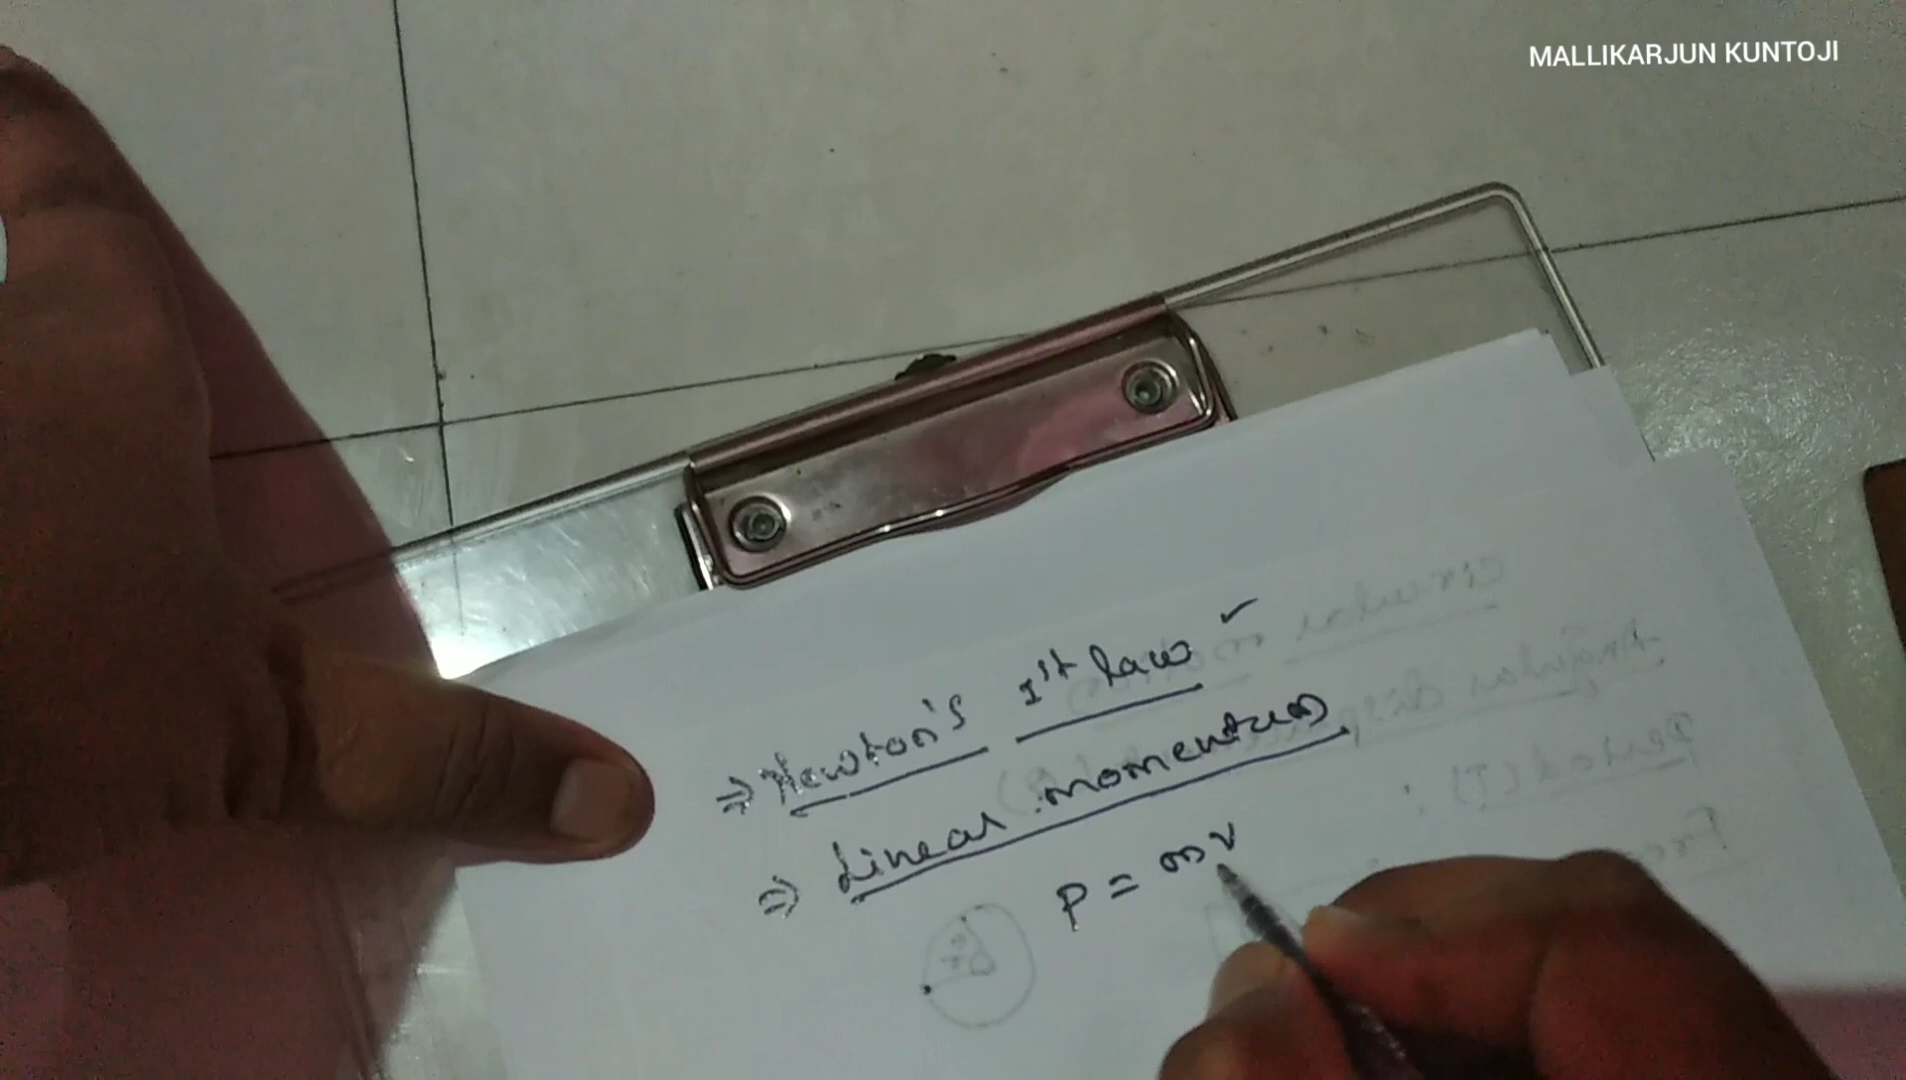 MALLIKARJUN KUNTOJI
⇒ Newton's 1st law ✓
⇒ Linear momentum
P = mv